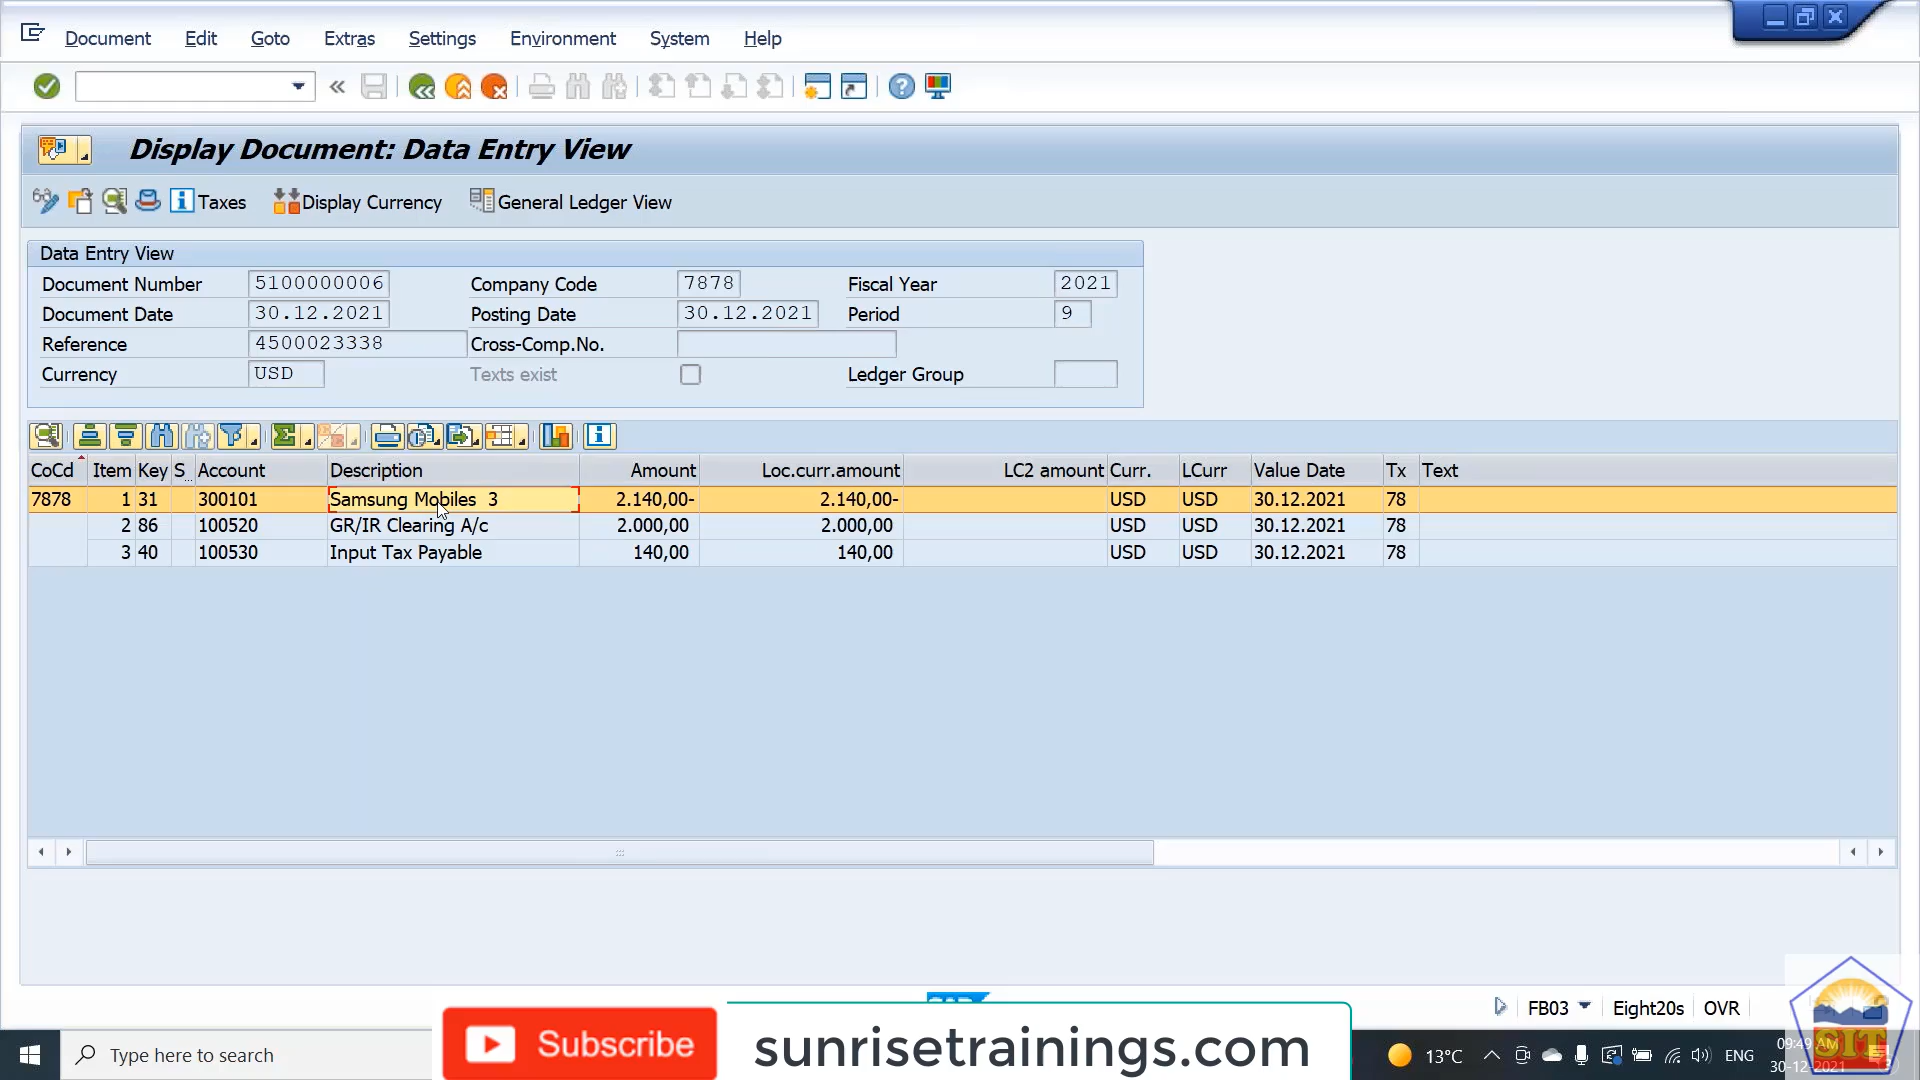 Document Edit Goto Extras Settings Environment System Help
Display Document: Data Entry View
Taxes Display Currency General Ledger View
Data Entry View
Document Number 5100000006 Company Code 7878 Fiscal Year 2021
Document Date 30.12.2021 Posting Date 30.12.2021 Period 9
Reference 4500023338 Cross-Comp.No.
Currency USD Texts exist Ledger Group
CoCd Item Key S... Account Description Amount Loc.curr.amount LC2 amount Curr. LCurr Value Date Tx Text
7878 1 31 300101 Samsung Mobiles 3 2.140,00- 2.140,00- USD USD 30.12.2021 78
2 86 100520 GR/IR Clearing A/c 2.000,00 2.000,00 USD USD 30.12.2021 78
3 40 100530 Input Tax Payable 140,00 140,00 USD USD 30.12.2021 78
FB03 Eight20s OVR
Type here to search
Subscribe sunrisetrainings.com
13°C ENG 09:49 AM
30-12-2021
SIT